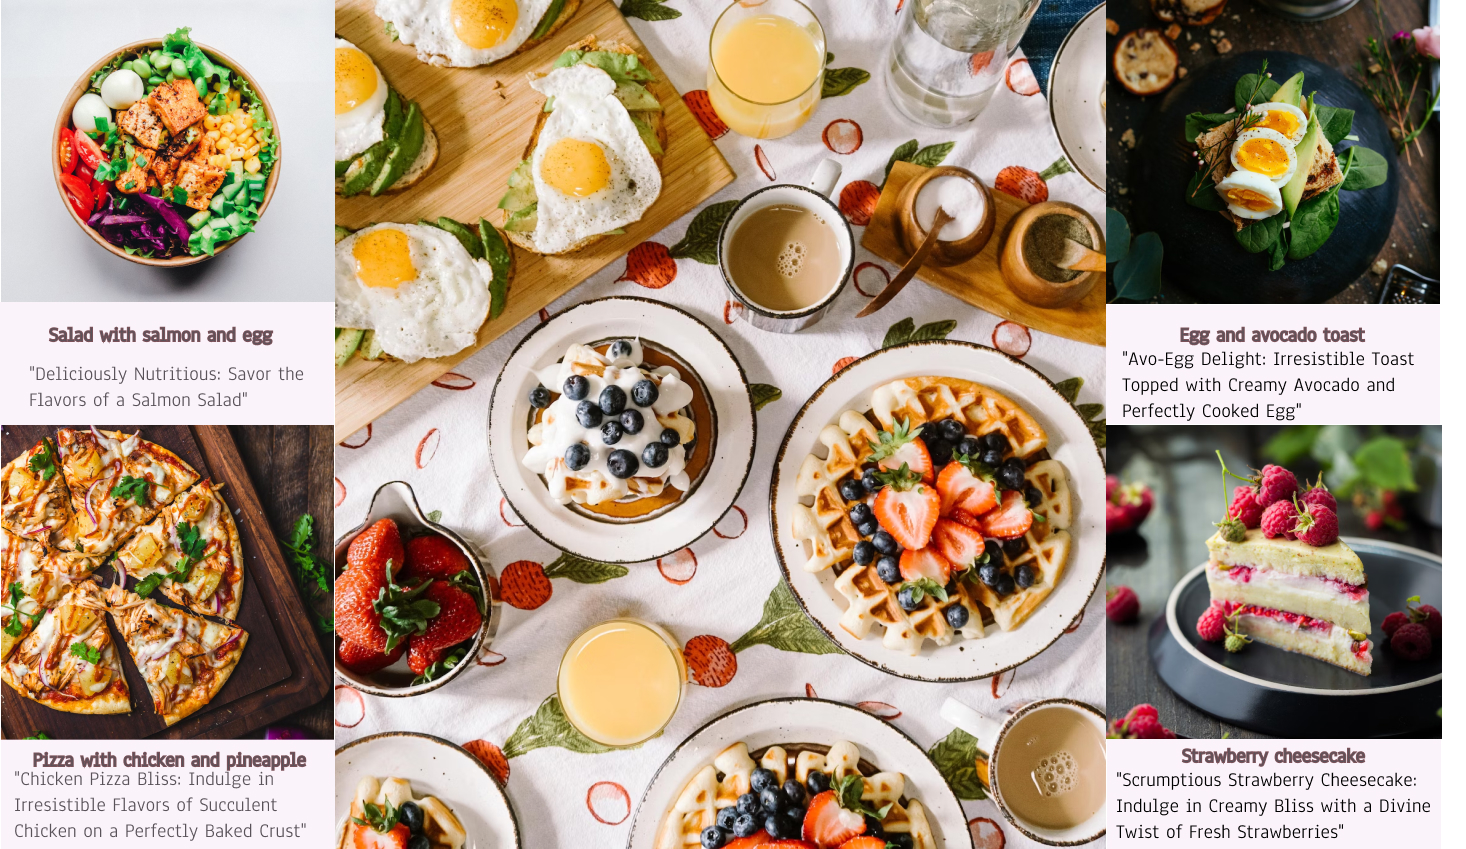 Salad with salmon and egg
"Deliciously Nutritious: Savor the
Flavors of a Salmon Salad"
Pizza with chicken and pineapple
"Chicken Pizza Bliss: Indulge in
Irresistible Flavors of Succulent
Chicken on a Perfectly Baked Crust"
Egg and avocado toast
"Avo-Egg Delight: Irresistible Toast
Topped with Creamy Avocado and
Perfectly Cooked Egg"
Strawberry cheesecake
"Scrumptious Strawberry Cheesecake:
Indulge in Creamy Bliss with a Divine
Twist of Fresh Strawberries"